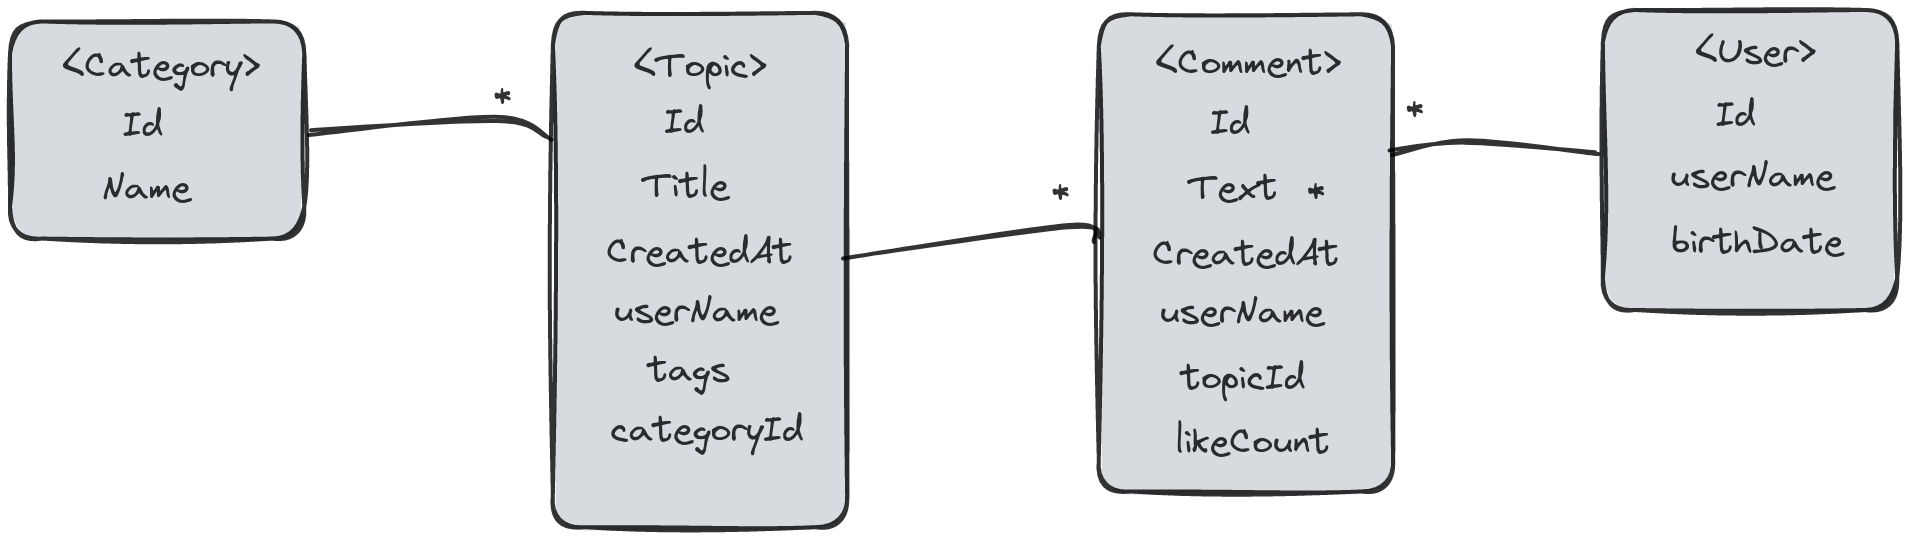 <Category>
Id
Name
*
<Topic>
Id
Title
CreatedAt
userName
tags
categoryId
*
<Comment>
Id
Text *
CreatedAt
userName
topicId
likeCount
*
<User>
Id
userName
birthDate